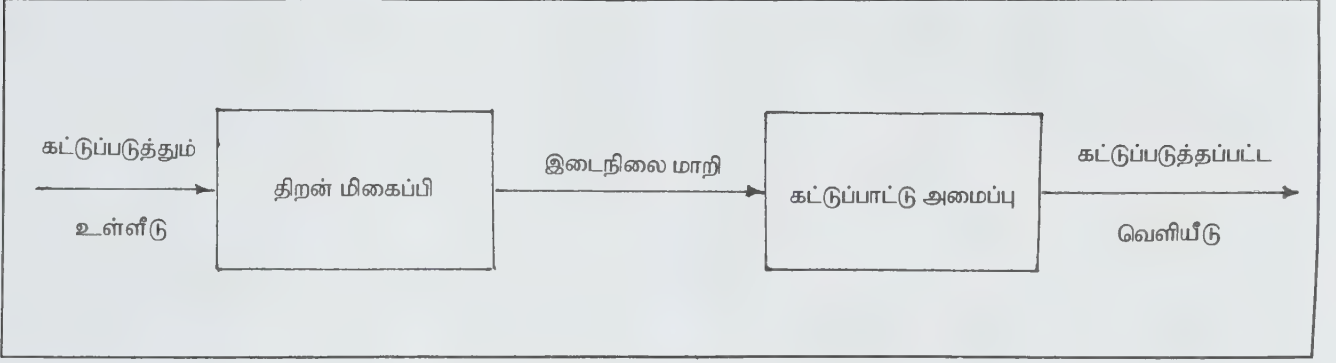 கட்டுப்படுத்தும்
உள்ளீடு
திறன் மிகைப்பி
இடைநிலை மாறி
கட்டுப்பாட்டு அமைப்பு
கட்டுப்படுத்தப்பட்ட
வெளியீடு